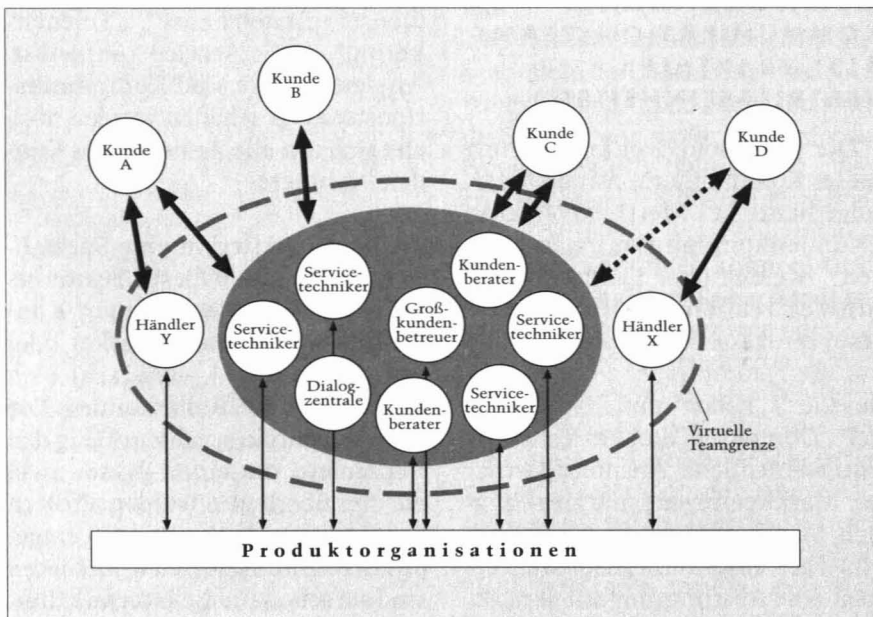 Kunde
B
Kunde
A
Kunde
C
Kunde
D
Service-
techniker
Kunden-
berater
Händler
Y
Service-
techniker
Groß-
kunden-
betreuer
Service-
techniker
Händler
X
Dialog-
zentrale
Kunden-
berater
Service-
techniker
Virtuelle
Teamgrenze
Produktorganisationen